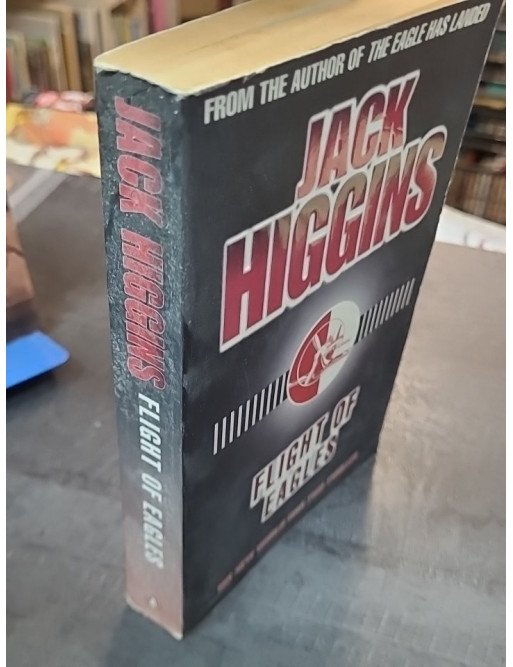 FROM THE AUTHOR OF THE EAGLE HAS LANDED
JACK
HIGGINS
FLIGHT OF
EAGLES
JACK HIGGINS FLIGHT OF EAGLES